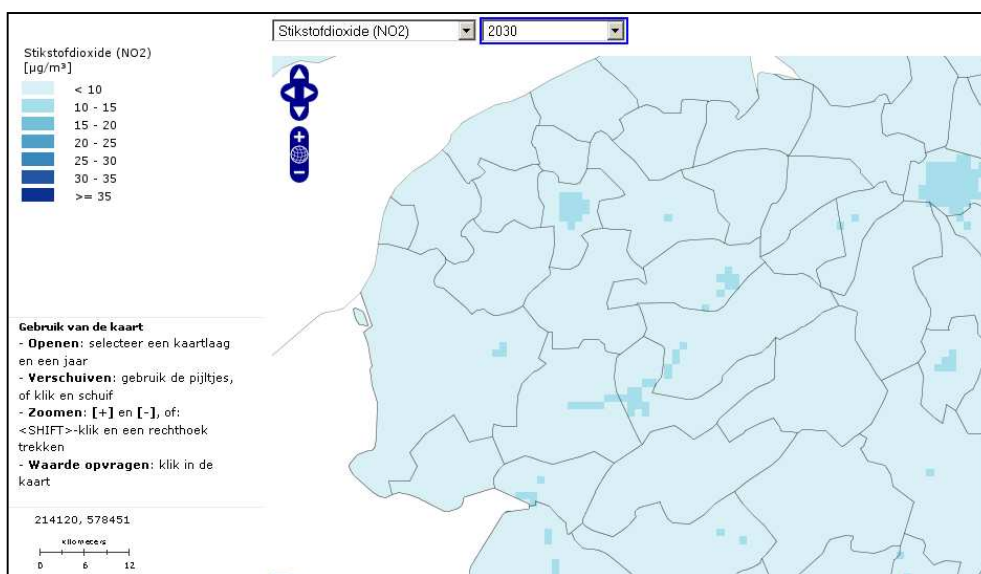 Stikstofdioxide (NO2) 2030
Stikstofdioxide (NO2)
[µg/m³]
< 10
10 - 15
15 - 20
20 - 25
25 - 30
30 - 35
>= 35
+
−
Gebruik van de kaart
- Openen: selecteer een kaartlaag
en een jaar
- Verschuiven: gebruik de pijltjes,
of klik en schuif
- Zoomen: [+] en [-], of:
<SHIFT>-klik en een rechthoek
trekken
- Waarde opvragen: klik in de
kaart
214120, 578451
kilometers
0 6 12